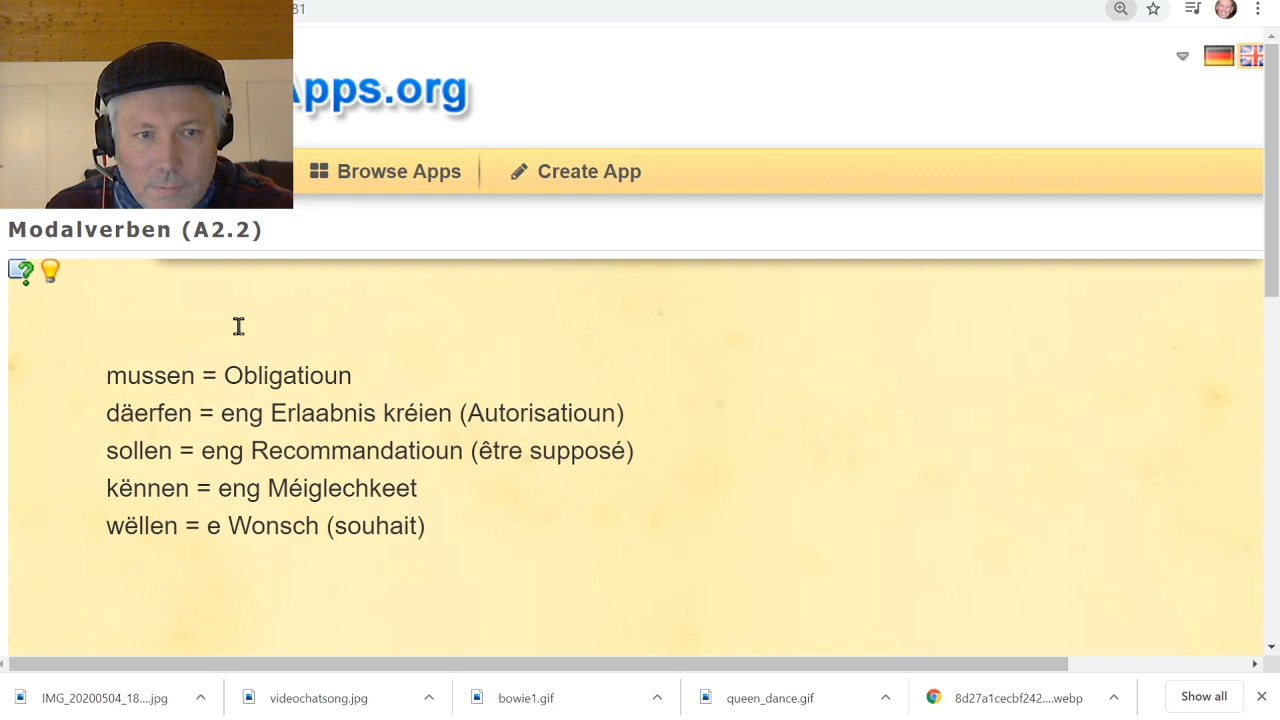 81
Apps.org
Browse Apps
Create App
Modalverben (A2.2)
mussen = Obligatioun
däerfen = eng Erlaabnis kréien (Autorisatioun)
sollen = eng Recommandatioun (être supposé)
kënnen = eng Méiglechkeet
wëllen = e Wonsch (souhait)
IMG_20200504_18....jpg
videochatsong.jpg
bowie1.gif
queen_dance.gif
8d27a1cecbf242....webp
Show all